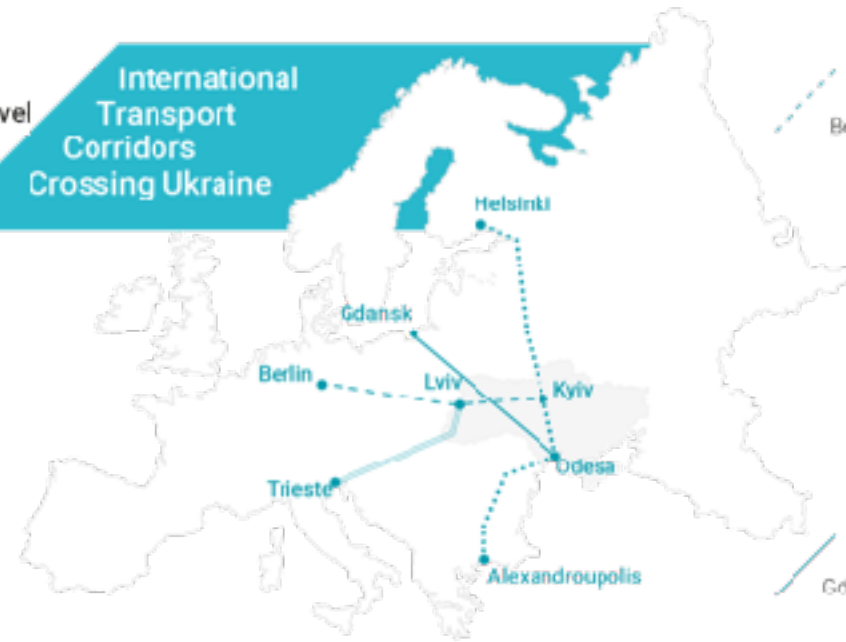 International
Transport
Corridors
Crossing Ukraine
Helsinki
Gdansk
Berlin
Lviv
Kyiv
Odesa
Trieste
Alexandroupolis